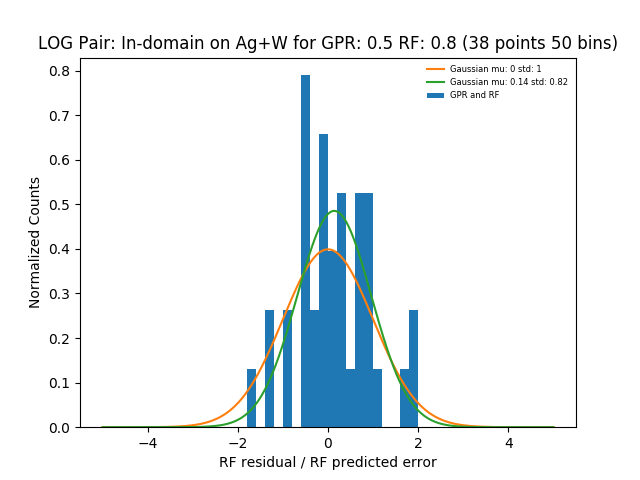 LOG Pair: In-domain on Ag+W for GPR: 0.5 RF: 0.8 (38 points 50 bins)
Gaussian mu: 0 std: 1
Gaussian mu: 0.14 std: 0.82
GPR and RF
Normalized Counts
0.8
0.7
0.6
0.5
0.4
0.3
0.2
0.1
0.0
−4 −2 0 2 4
RF residual / RF predicted error